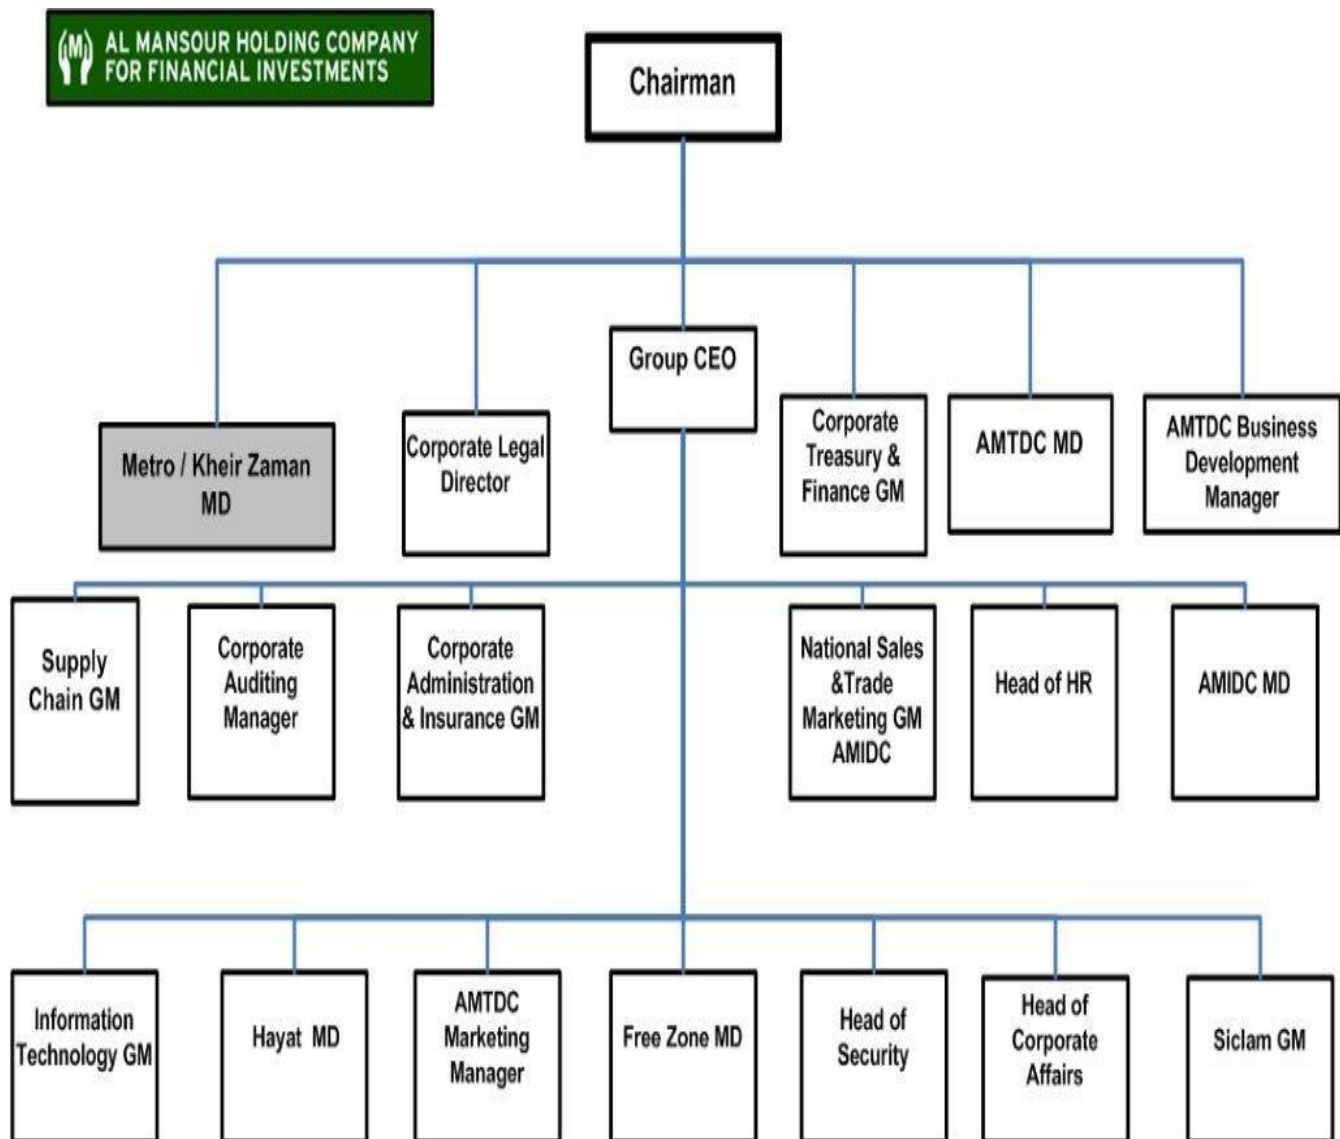 (M) AL MANSOUR HOLDING COMPANY
FOR FINANCIAL INVESTMENTS
Chairman
Group CEO
Metro / Kheir Zaman
MD
Corporate Legal
Director
Corporate
Treasury &
Finance GM
AMTDC MD
AMTDC Business
Development
Manager
Supply
Chain GM
Corporate
Auditing
Manager
Corporate
Administration
& Insurance GM
National Sales
&Trade
Marketing GM
AMIDC
Head of HR
AMIDC MD
Information
Technology GM
Hayat MD
AMTDC
Marketing
Manager
Free Zone MD
Head of
Security
Head of
Corporate
Affairs
Siclam GM